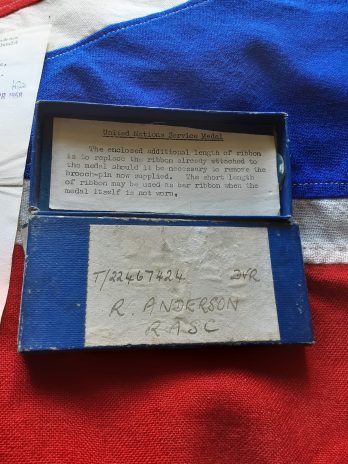 United Nations Service Medal
The enclosed additional length of ribbon
is to replace the ribbon already attached to
the medal should it be necessary to remove the
brooch-pin now supplied. The short length
of ribbon may be used as bar ribbon when the
medal itself is not worn.
T/22467424 DVR
R. ANDERSON
RASC